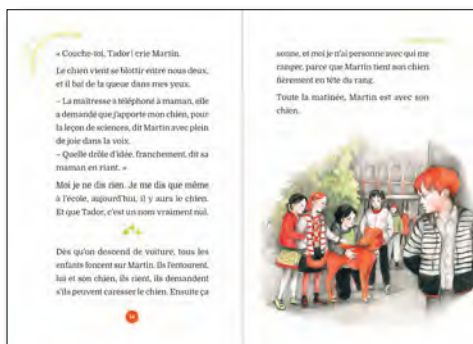 « Couche-toi, Tador ! crie Martin.
Le chien vient se blottir entre nous deux,
et il bat de la queue dans mes yeux.
– La maîtresse a téléphoné à maman, elle
a demandé que j'apporte mon chien, pour
la leçon de sciences, dit Martin avec plein
de joie dans la voix.
– Quelle drôle d'idée, franchement, dit sa
maman en riant. »
Moi je ne dis rien. Je me dis que même
à l'école, aujourd'hui, il y aura le chien.
Et que Tador, c'est un nom vraiment nul.
Dès qu'on descend de voiture, tous les
enfants foncent sur Martin. Ils l'entourent,
lui et son chien, ils rient, ils demandent
s'ils peuvent caresser le chien. Ensuite ça
14
sonne, et moi je n'ai personne avec qui me
ranger, parce que Martin tient son chien
fièrement en tête du rang.
Toute la matinée, Martin est avec son
chien.